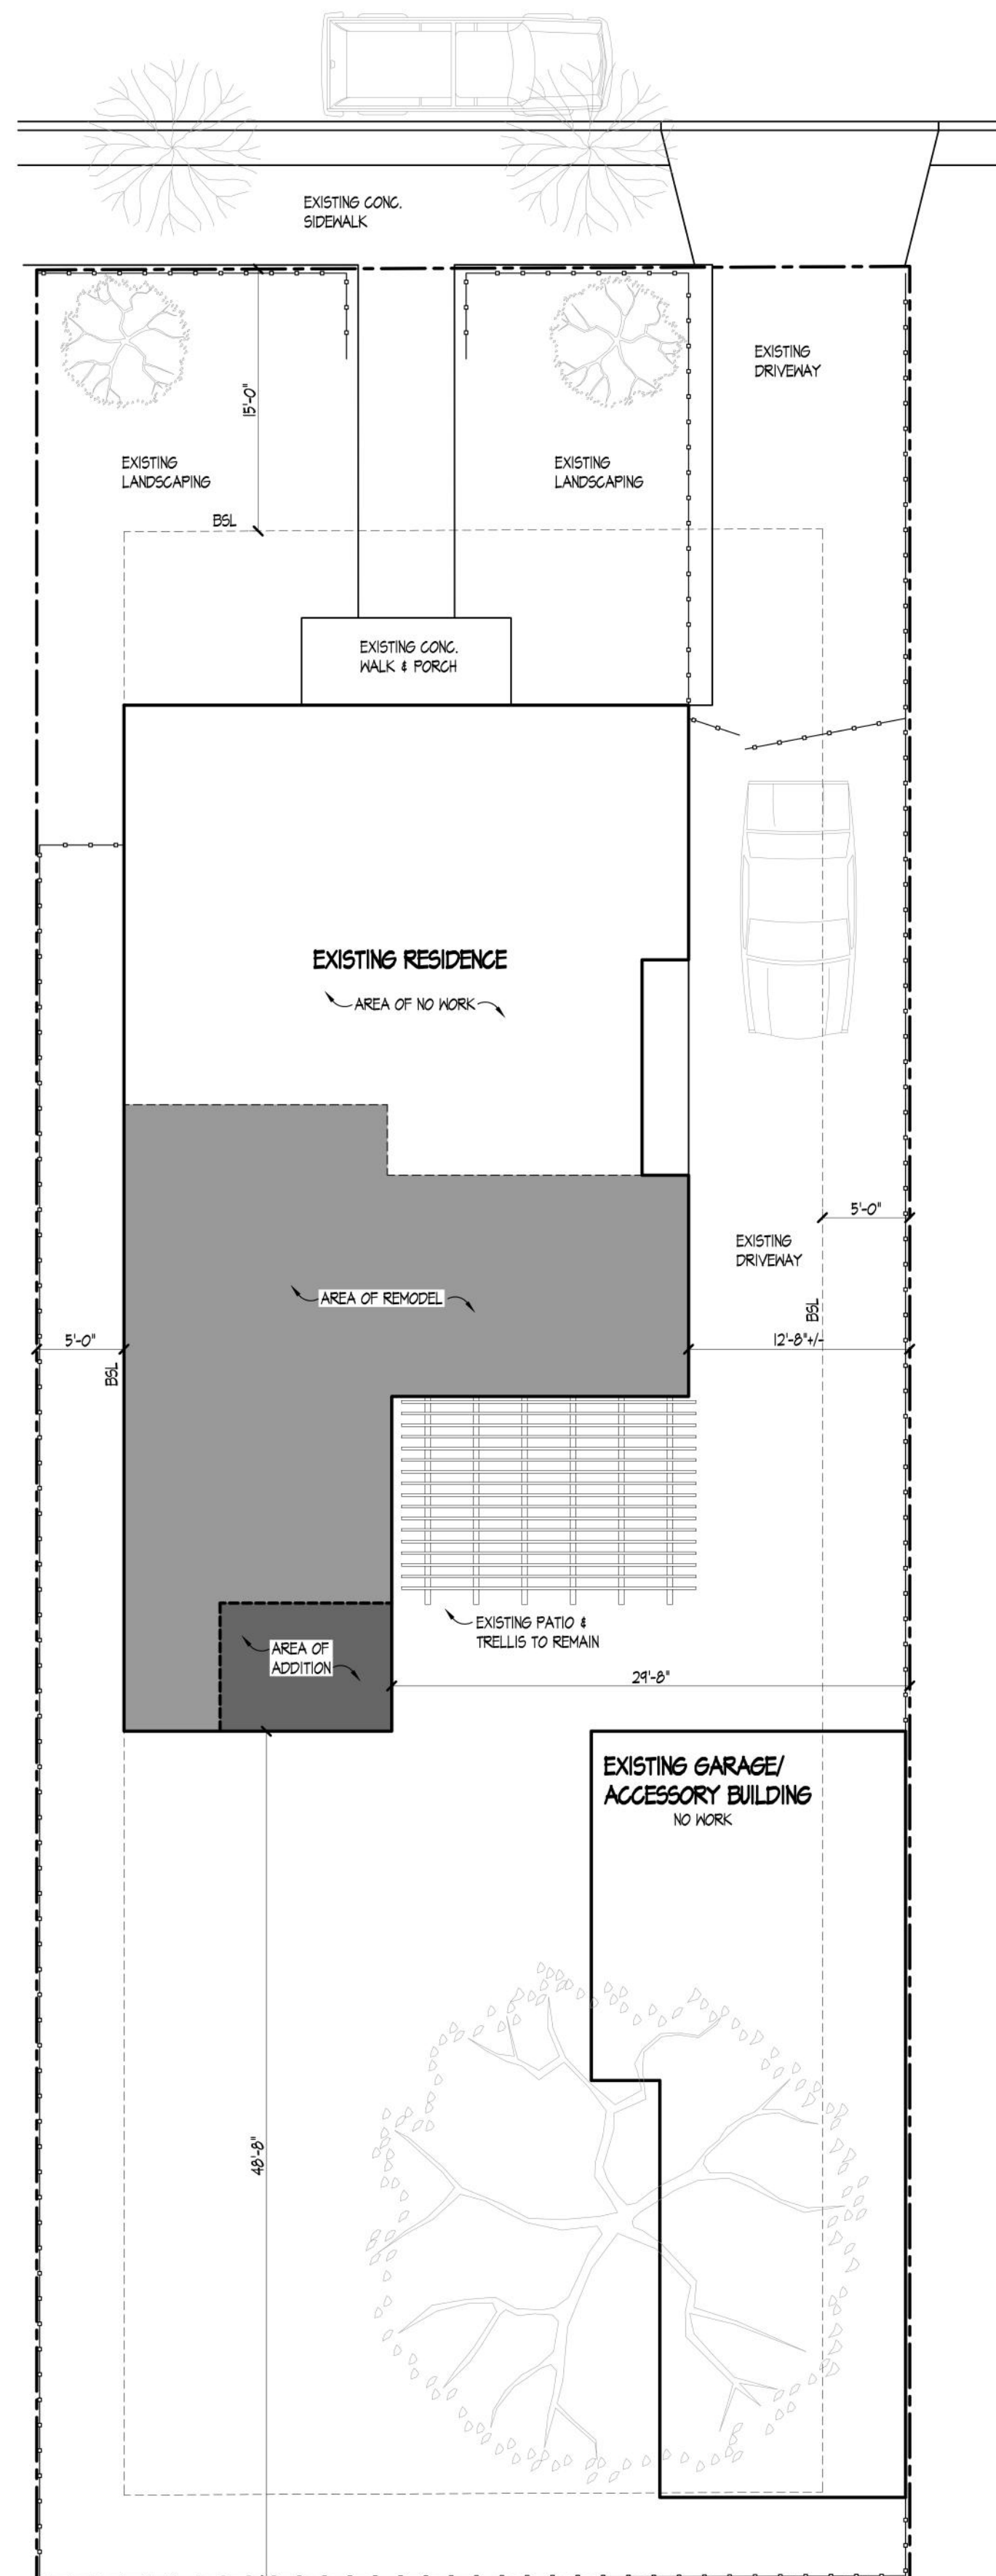 EXISTING CONC.
SIDEWALK
EXISTING
DRIVEWAY
15'-0"
EXISTING
LANDSCAPING
EXISTING
LANDSCAPING
BSL
EXISTING CONC.
WALK & PORCH
EXISTING RESIDENCE
AREA OF NO WORK
5'-0"
EXISTING
DRIVEWAY
AREA OF REMODEL
BSL
5'-0"
12'-8"+/-
BSL
EXISTING PATIO &
TRELLIS TO REMAIN
AREA OF
ADDITION
29'-8"
EXISTING GARAGE/
ACCESSORY BUILDING
NO WORK
48'-8"